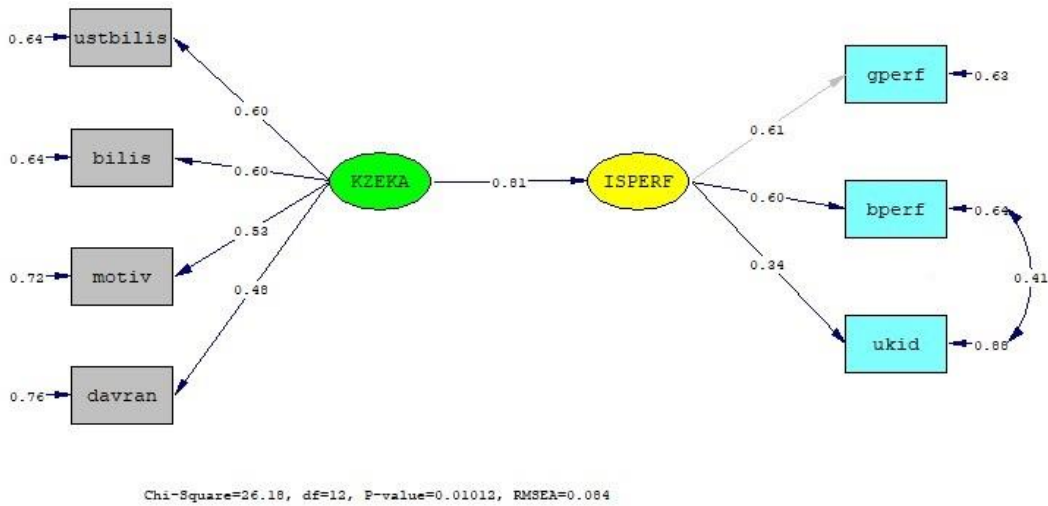 0.64
ustbilis
0.60
0.64
bilis
0.60
0.53
0.72
motiv
0.48
0.76
davran
KZEKA
0.81
ISPERF
0.61
gperf
0.63
0.60
bperf
0.64
0.41
0.34
ukid
0.88
Chi-Square=26.18, df=12, P-value=0.01012, RMSEA=0.084